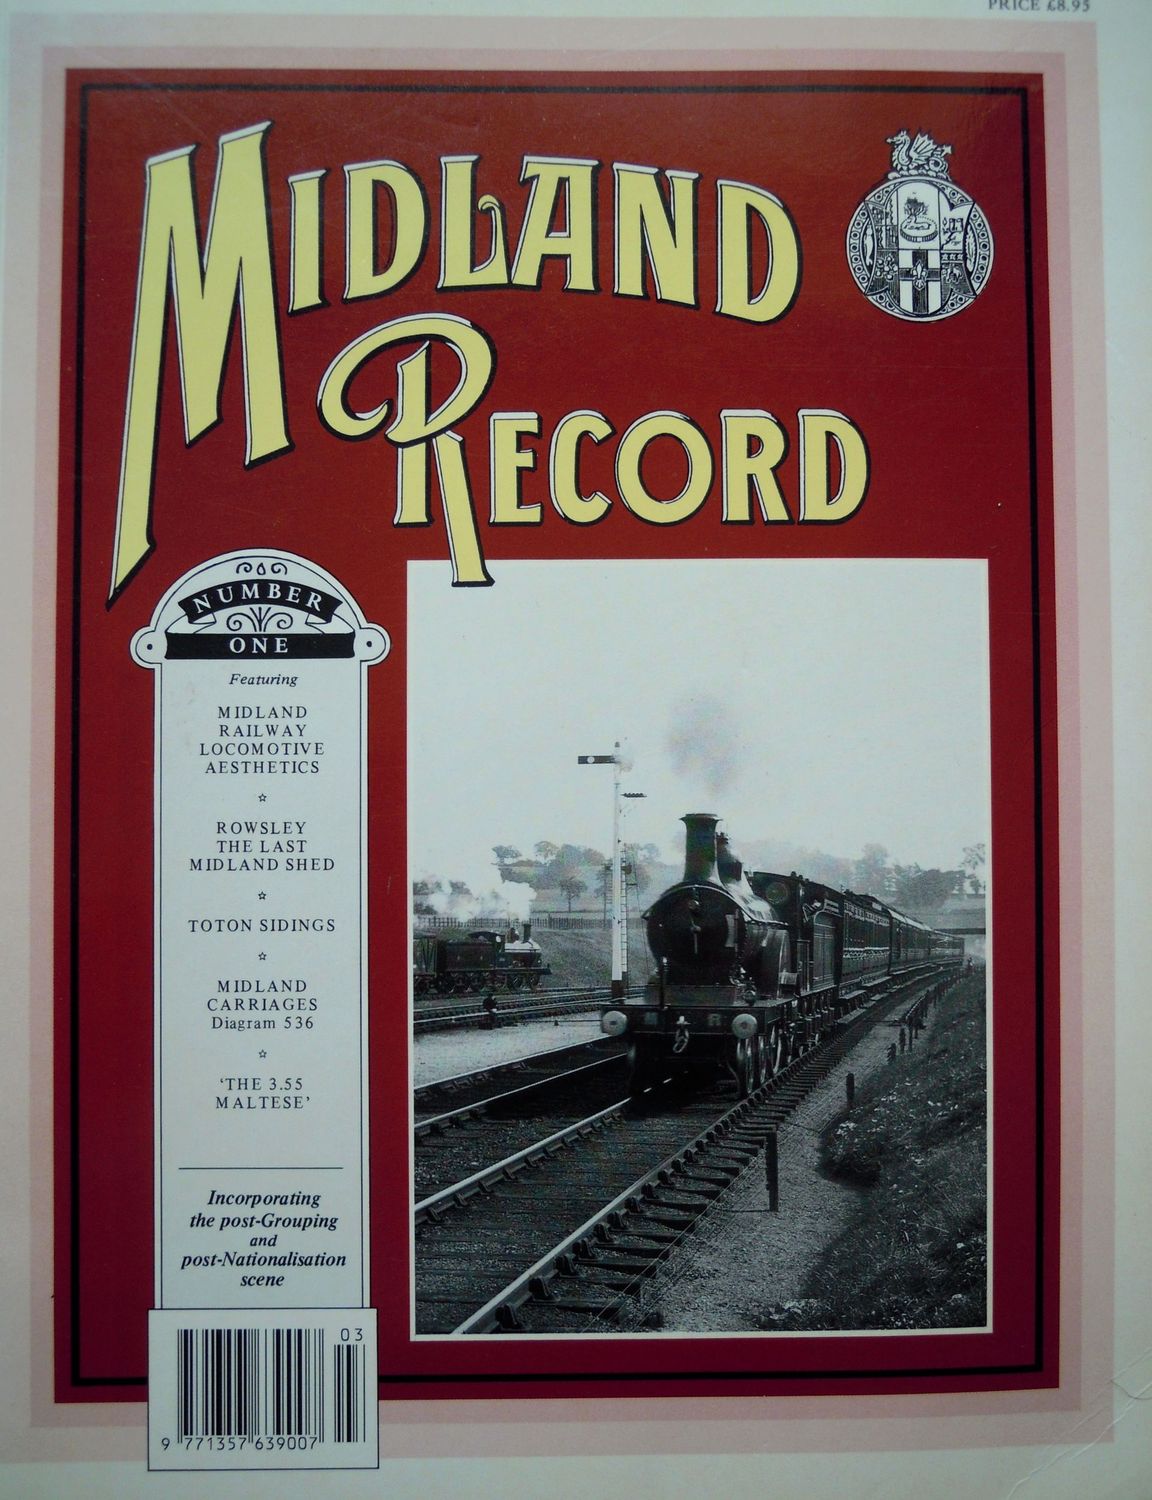 PRICE £8.95
MIDLAND
RECORD
NUMBER
ONE
Featuring
MIDLAND
RAILWAY
LOCOMOTIVE
AESTHETICS
ROWSLEY
THE LAST
MIDLAND SHED
TOTON SIDINGS
MIDLAND
CARRIAGES
Diagram 536
‘THE 3.55
MALTESE’
Incorporating
the post-Grouping
and
post-Nationalisation
scene
03
9 771357 639007
M R